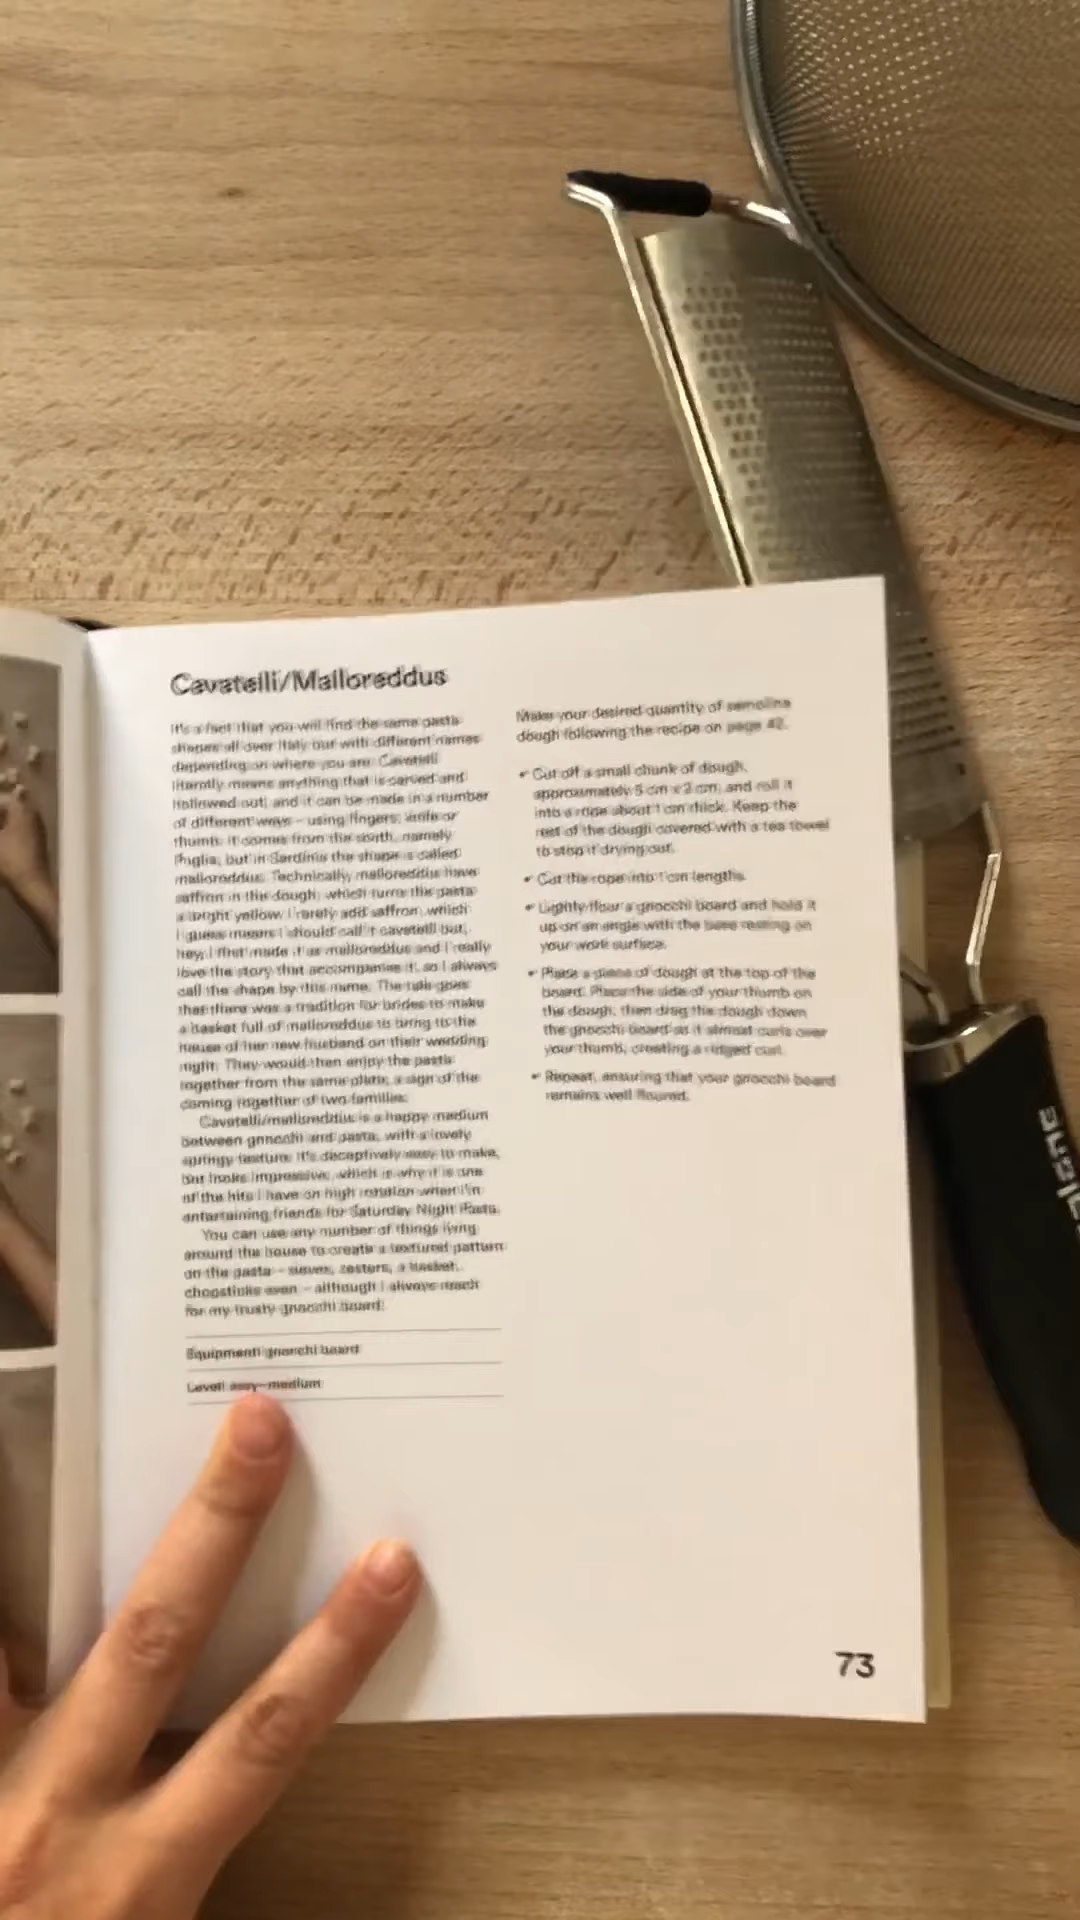 Cavatelli/Malloreddus
It's a fact that you will find the same pasta
shapes all over Italy but with different names
depending on where you are. Cavatelli
literally means anything that is carved and
hollowed out, and it can be made in a number
of different ways – using fingers, knife or
thumb. It comes from the south, namely
Puglia, but in Sardinia the shape is called
malloreddus. Technically, malloreddus have
saffron in the dough, which turns the pasta
a bright yellow. I rarely add saffron, which
I guess means I should call it cavatelli but,
hey, I first made it as malloreddus and I really
love the story that accompanies it, so I always
call the shape by this name. The tale goes
that there was a tradition for brides to make
a basket full of malloreddus to bring to the
house of her new husband on their wedding
night. They would then enjoy the pasta
together from the same plate, a sign of the
coming together of two families.
Cavatelli/malloreddus is a happy medium
between gnocchi and pasta, with a lovely
springy texture. It's deceptively easy to make,
but looks impressive, which is why it is one
of the hits I have on high rotation when I'm
entertaining friends for Saturday Night Pasta.
You can use any number of things lying
around the house to create a textured pattern
on the pasta – sieves, zesters, a basket,
chopsticks even – although I always reach
for my trusty gnocchi board.
Equipment: gnocchi board
Level: easy–medium
Make your desired quantity of semolina
dough following the recipe on page 42.
Cut off a small chunk of dough,
approximately 5 cm x 2 cm, and roll it
into a rope about 1 cm thick. Keep the
rest of the dough covered with a tea towel
to stop it drying out.
Cut the rope into 1 cm lengths.
Lightly flour a gnocchi board and hold it
up on an angle with the base resting on
your work surface.
Place a piece of dough at the top of the
board. Place the side of your thumb on
the dough, then drag the dough down
the gnocchi board so it almost curls over
your thumb, creating a ridged curl.
Repeat, ensuring that your gnocchi board
remains well floured.
73